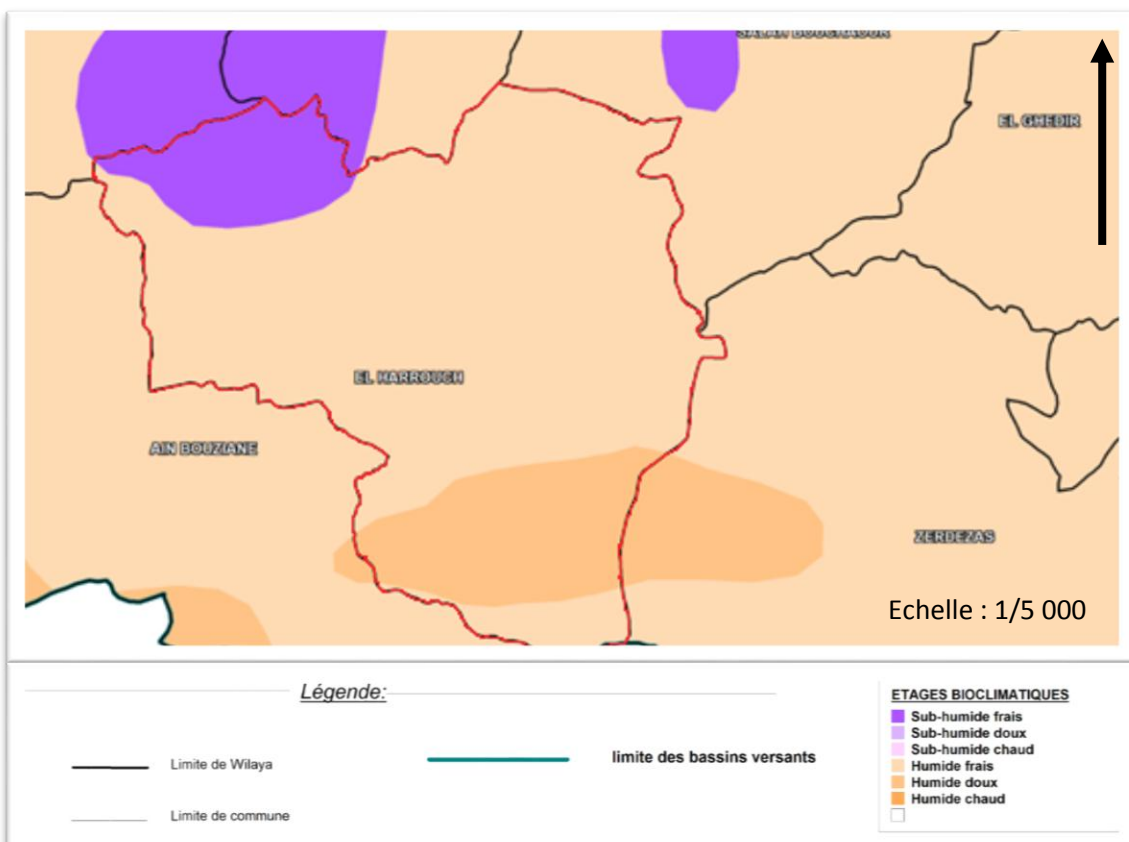 SALAH BOUCHAOUR
EL GHEDIR
EL HARROUCH
AIN BOUZIANE
ZERDEZAS
Echelle : 1/5 000
Légende:
Limite de Wilaya
limite des bassins versants
Limite de commune
ETAGES BIOCLIMATIQUES
Sub-humide frais
Sub-humide doux
Sub-humide chaud
Humide frais
Humide doux
Humide chaud